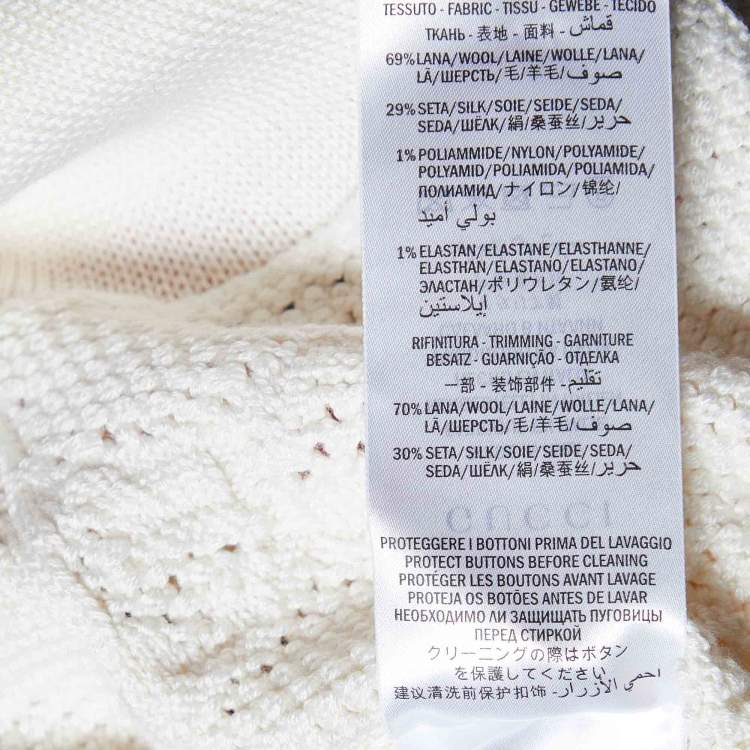 TESSUTO - FABRIC - TISSU - GEWEBE - TECIDO
ТКАНЬ - 表地 - 面料 - قماش
69% LANA/WOOL/LAINE/WOLLE/LANA/
LÃ/ШЕРСТЬ/毛/羊毛/صوف
29% SETA/SILK/SOIE/SEIDE/SEDA/
SEDA/ШЁЛК/絹/桑蚕丝/حرير
1% POLIAMMIDE/NYLON/POLYAMIDE/
POLYAMID/POLIAMIDA/POLIAMIDA/
ПОЛИАМИД/ナイロン/锦纶/
بولي أميد
1% ELASTAN/ELASTANE/ELASTHANNE/
ELASTHAN/ELASTANO/ELASTANO/
ЭЛАСТАН/ポリウレタン/氨纶/
إيلاستين
RIFINITURA - TRIMMING - GARNITURE
BESATZ - GUARNIÇÃO - ОТДЕЛКА
一部 - 装饰部件 - تقليم
70% LANA/WOOL/LAINE/WOLLE/LANA/
LÃ/ШЕРСТЬ/毛/羊毛/صوف
30% SETA/SILK/SOIE/SEIDE/SEDA/
SEDA/ШЁЛК/絹/桑蚕丝/حرير
GUCCI
PROTEGGERE I BOTTONI PRIMA DEL LAVAGGIO
PROTECT BUTTONS BEFORE CLEANING
PROTÉGER LES BOUTONS AVANT LAVAGE
PROTEJA OS BOTÕES ANTES DE LAVAR
НЕОБХОДИМО ЛИ ЗАЩИЩАТЬ ПУГОВИЦЫ
ПЕРЕД СТИРКОЙ
クリーニングの際はボタン
を保護してください
建议清洗前保护扣饰 - احمي الأزرار